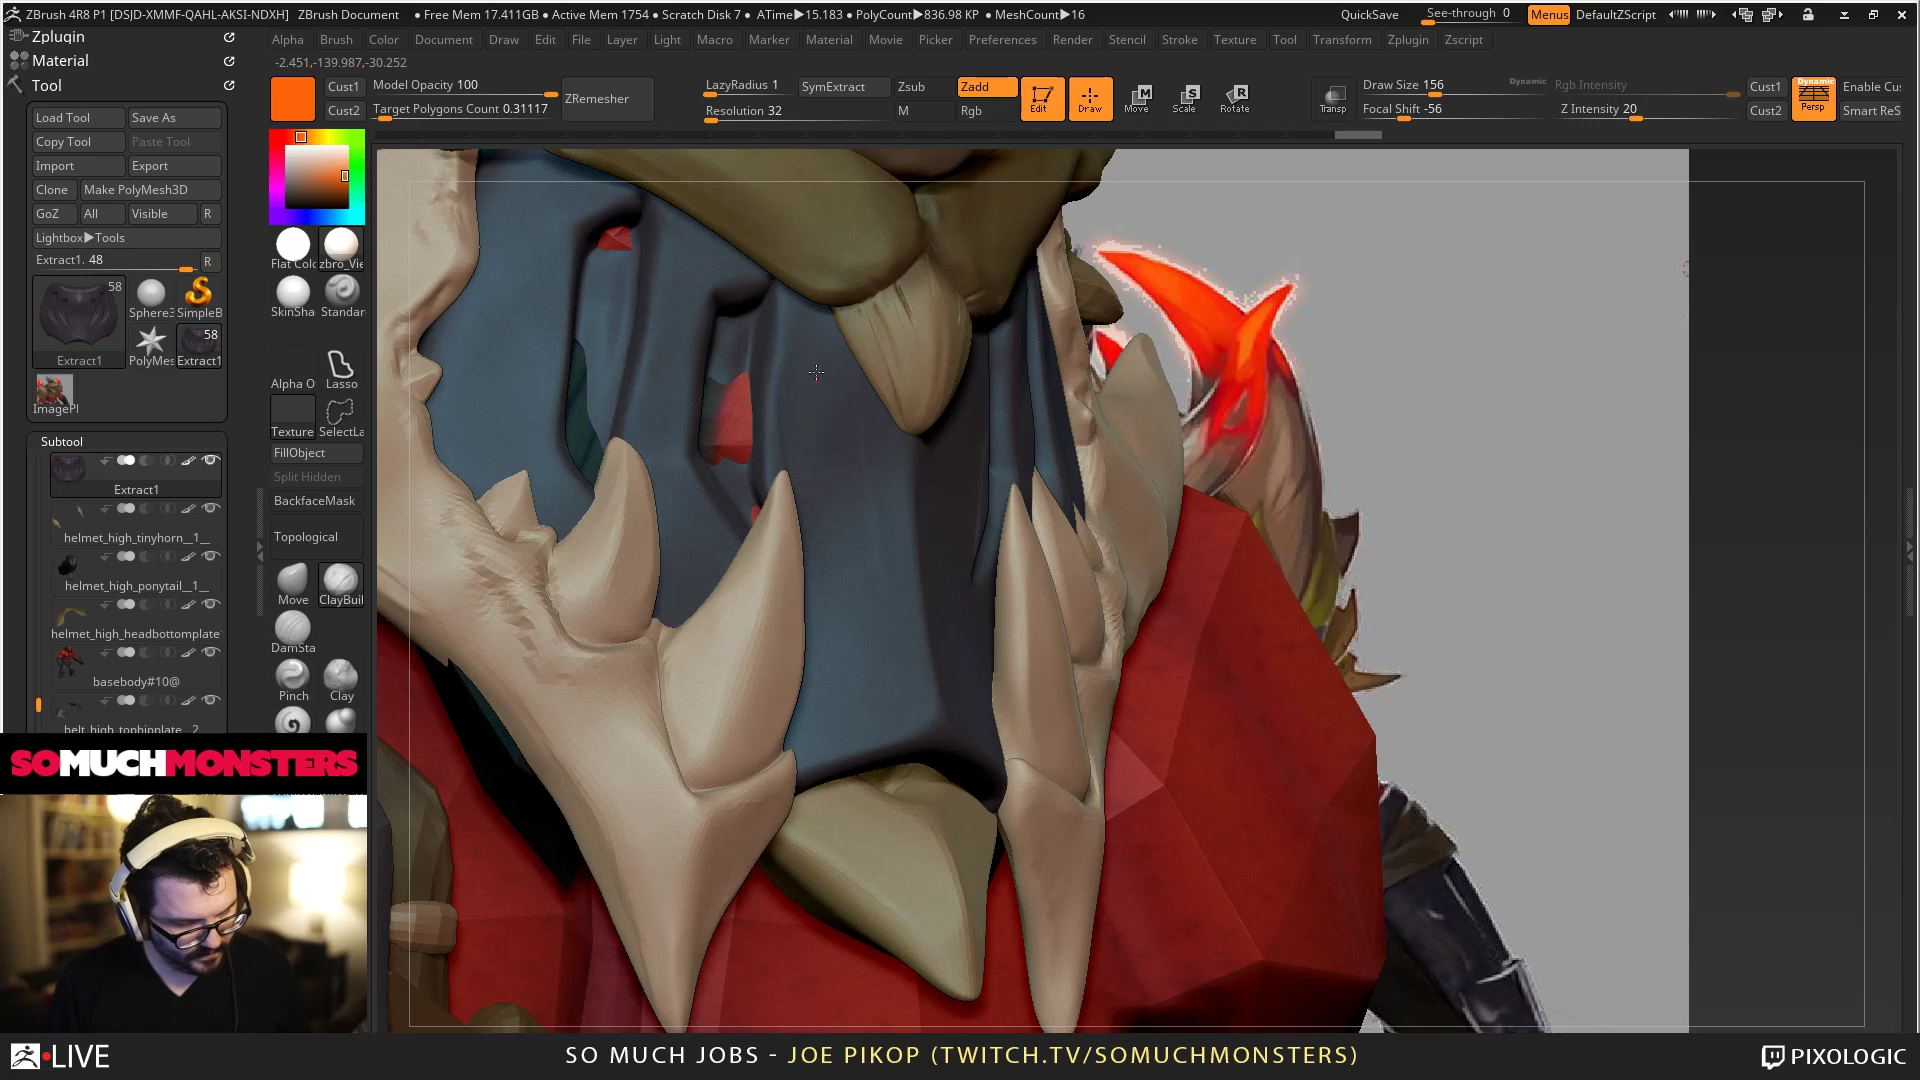 ZBrush 4R8 P1 [DSJD-XMMF-QAHL-AKSI-NDXH] ZBrush Document • Free Mem 17.411GB • Active Mem 1754 • Scratch Disk 7 • ATime▶15.183 • PolyCount▶836.98 KP • MeshCount▶16 QuickSave See-through 0 Menus DefaultZScript
Zplugin
Alpha Brush Color Document Draw Edit File Layer Light Macro Marker Material Movie Picker Preferences Render Stencil Stroke Texture Tool Transform Zplugin Zscript
Material
-2.451,-139.987,-30.252
Tool
Cust1 Model Opacity 100
Cust2 Target Polygons Count 0.31117
ZRemesher
LazyRadius 1 SymExtract Zsub Zadd
Resolution 32 M Rgb
Edit Draw Move Scale Rotate
Transp
Draw Size 156 Dynamic Rgb Intensity
Focal Shift -56 Z Intensity 20
Cust1 Dynamic Enable Cus
Cust2 Persp Smart ReS
Load Tool Save As
Copy Tool Paste Tool
Import Export
Clone Make PolyMesh3D
GoZ All Visible R
Lightbox▶Tools
Extract1. 48 R
58
Sphere3 SimpleB
58
Extract1 PolyMes Extract1
ImagePl
Flat Colo zbro_Vie
SkinSha Standar
Alpha O Lasso
Texture SelectLa
FillObject
Split Hidden
BackfaceMask
Topological
Move ClayBuil
DamSta
Pinch Clay
Subtool
Extract1
helmet_high_tinyhorn__1__
helmet_high_ponytail__1__
helmet_high_headbottomplate
basebody#10@
belt_high_tophipplate__2
SOMUCHMONSTERS
LIVE
SO MUCH JOBS - JOE PIKOP (TWITCH.TV/SOMUCHMONSTERS)
PIXOLOGIC